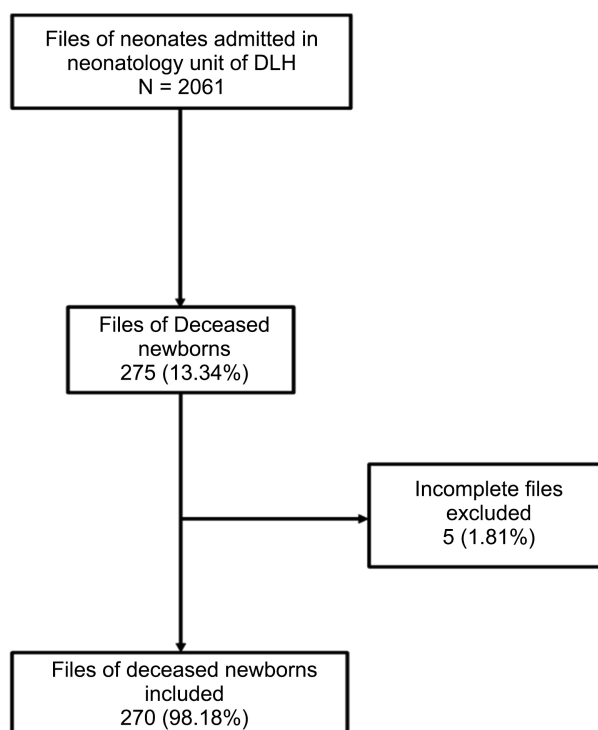 Files of neonates admitted in
neonatology unit of DLH
N = 2061
Files of Deceased
newborns
275 (13.34%)
Incomplete files
excluded
5 (1.81%)
Files of deceased newborns
included
270 (98.18%)